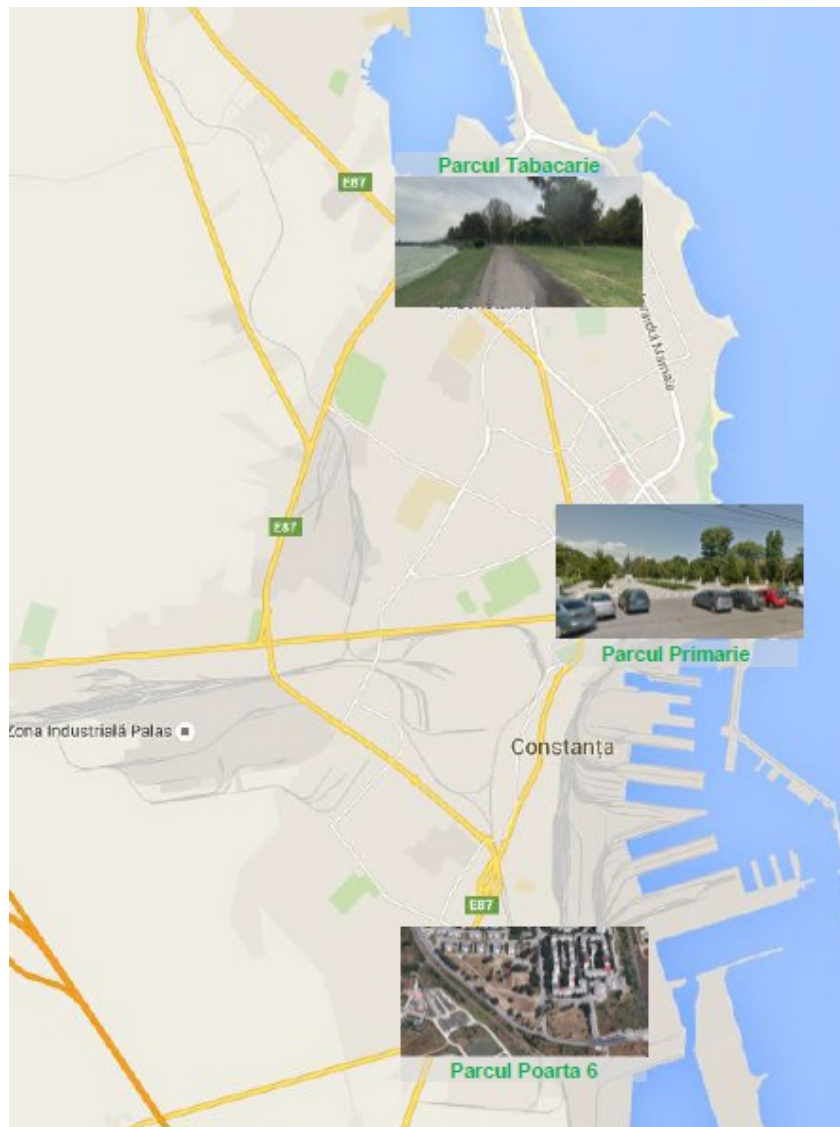 Parcul Tabacarie
E87
E87
Parcul Primarie
Zona Industrială Palas
Constanța
E87
Parcul Poarta 6